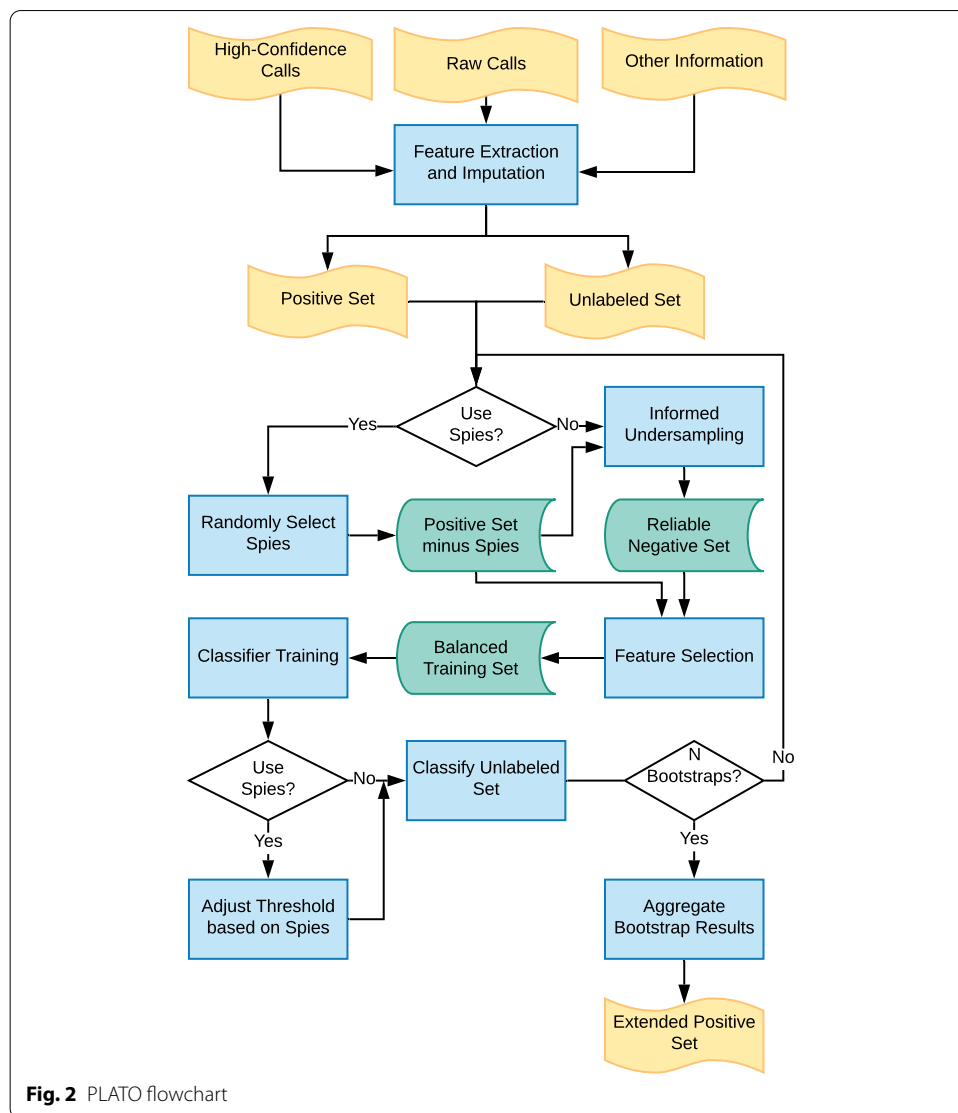 High-Confidence
Calls
Raw Calls
Other Information
Feature Extraction
and Imputation
Positive Set
Unlabeled Set
Use
Spies?
Yes
No
Informed
Undersampling
Randomly Select
Spies
Positive Set
minus Spies
Reliable
Negative Set
Classifier Training
Balanced
Training Set
Feature Selection
Use
Spies?
No
Classify Unlabeled
Set
N
Bootstraps?
No
Yes
Yes
Adjust Threshold
based on Spies
Aggregate
Bootstrap Results
Extended Positive
Set
Fig. 2 PLATO flowchart